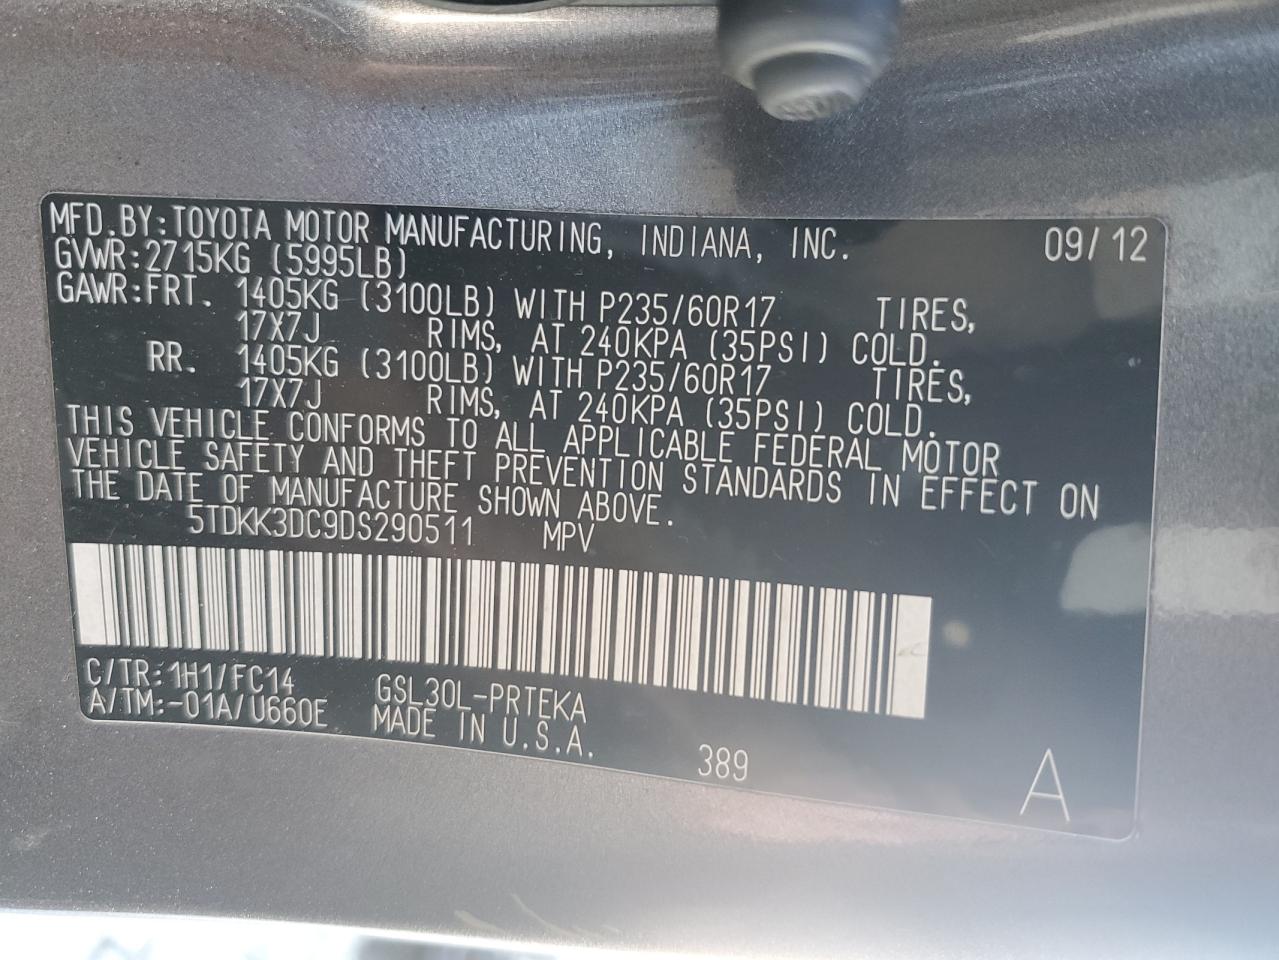 MFD.BY:TOYOTA MOTOR MANUFACTURING, INDIANA, INC. 09/12
GVWR:2715KG (5995LB)
GAWR:FRT. 1405KG (3100LB) WITH P235/60R17 TIRES,
17X7J RIMS, AT 240KPA (35PSI) COLD.
RR. 1405KG (3100LB) WITH P235/60R17 TIRES,
17X7J RIMS, AT 240KPA (35PSI) COLD.
THIS VEHICLE CONFORMS TO ALL APPLICABLE FEDERAL MOTOR
VEHICLE SAFETY AND THEFT PREVENTION STANDARDS IN EFFECT ON
THE DATE OF MANUFACTURE SHOWN ABOVE.
5TDKK3DC9DS290511 MPV
C/TR:1H1/FC14 GSL30L-PRTEKA
A/TM:-01A/U660E MADE IN U.S.A.
389
A